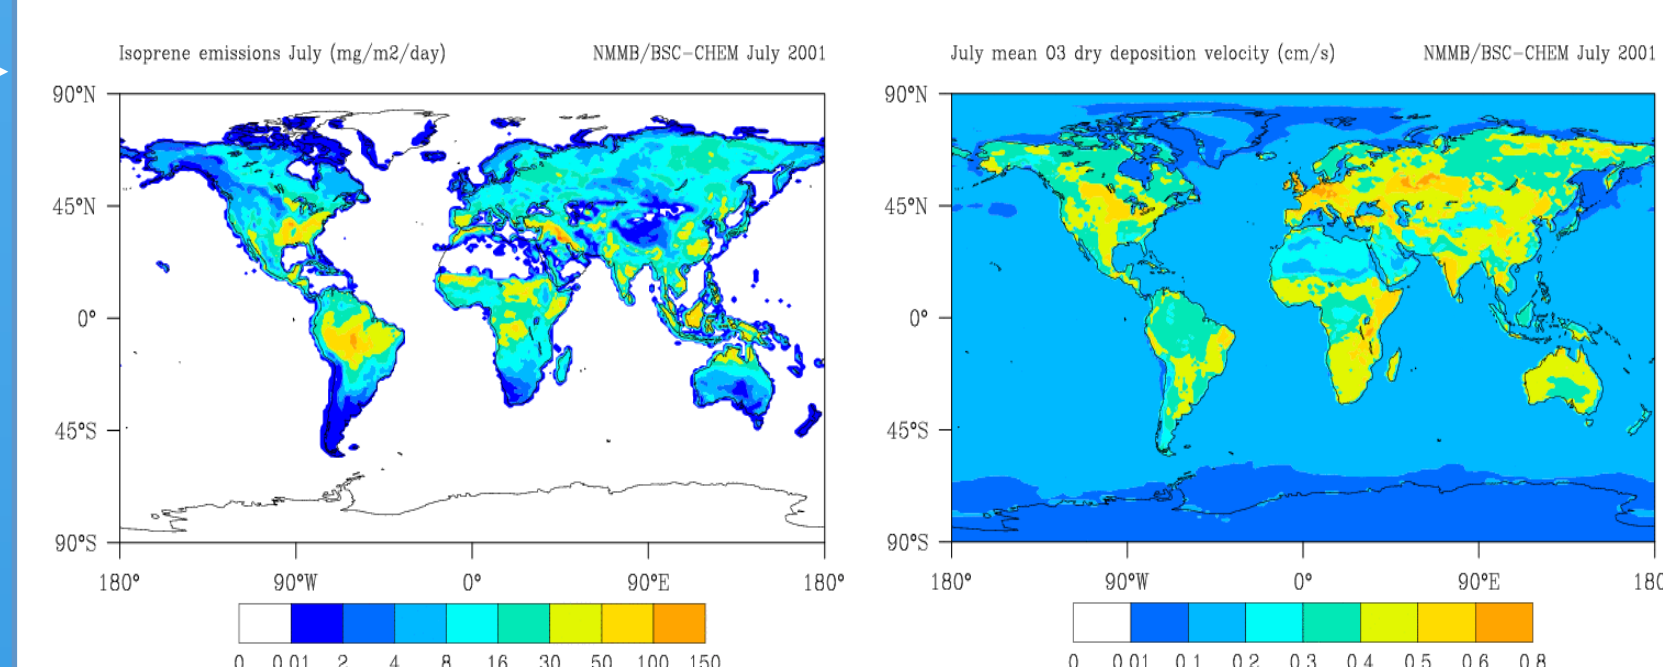 Isoprene emissions July (mg/m2/day)
NMMB/BSC-CHEM July 2001
90°N
45°N
0°
45°S
90°S
180°
90°W
0°
90°E
180°
0 0.01 2 4 8 16 30 50 100 150
July mean O3 dry deposition velocity (cm/s)
NMMB/BSC-CHEM July 2001
90°N
45°N
0°
45°S
90°S
180°
90°W
0°
90°E
180
0 0.01 0.1 0.2 0.3 0.4 0.5 0.6 0.8